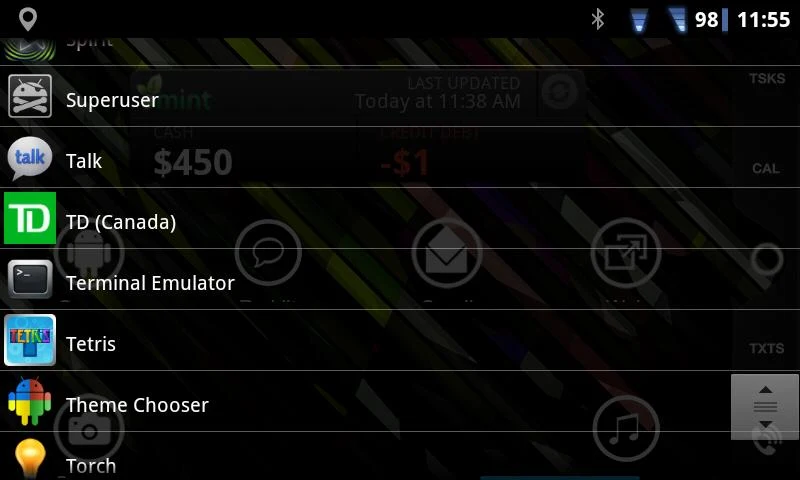 98 11:55
Spirit
TSKS
LAST UPDATED
Superuser
mint
Today at 11:38 AM
CASH
CREDIT DEBT
talk
Talk
$450
-$1
CAL
TD
TD (Canada)
>_
Terminal Emulator
TETRIS
Tetris
TXTS
Theme Chooser
Torch